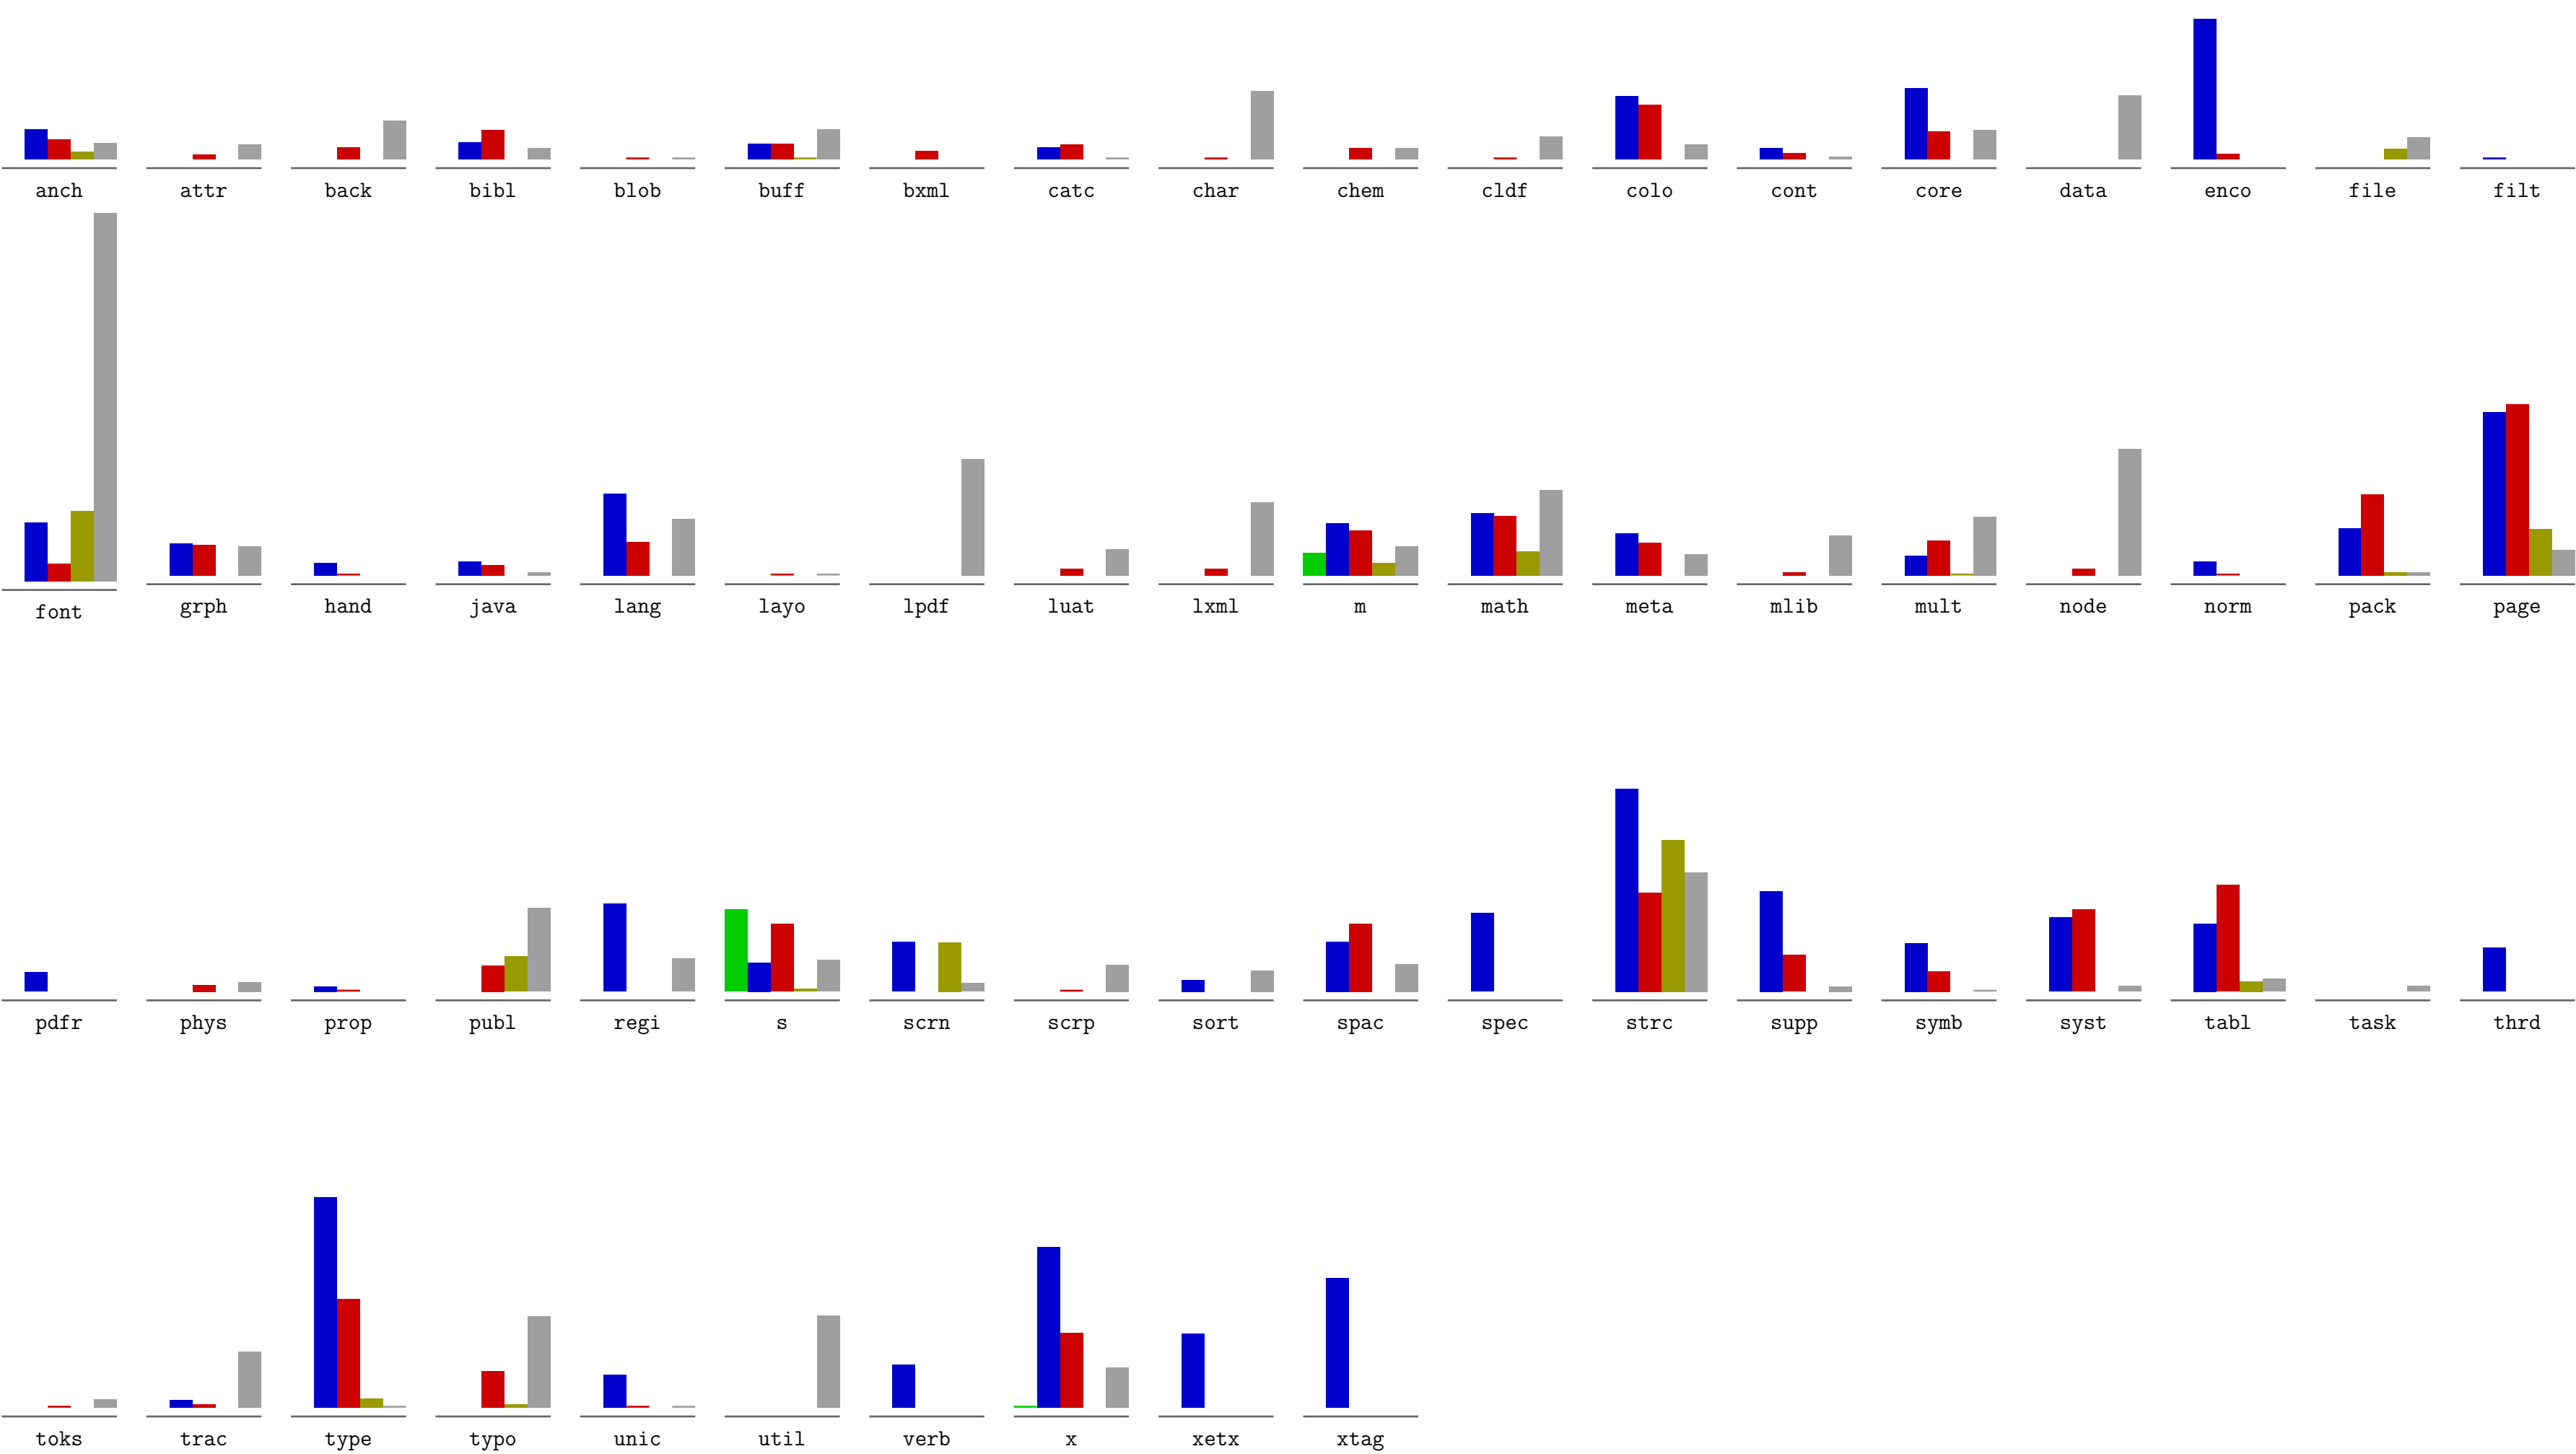 anch attr back bibl blob buff bxml catc char chem cldf colo cont core data enco file filt
font grph hand java lang layo lpdf luat lxml m math meta mlib mult node norm pack page
pdfr phys prop publ regi s scrn scrp sort spac spec strc supp symb syst tabl task thrd
toks trac type typo unic util verb x xetx xtag